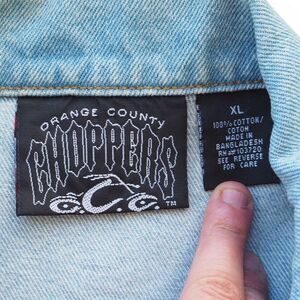 ORANGE COUNTY
CHOPPERS
O.C.C.
TM
XL
100% COTTON/
COTON
MADE IN
BANGLADESH
RN## 103720
SEE REVERSE
FOR CARE